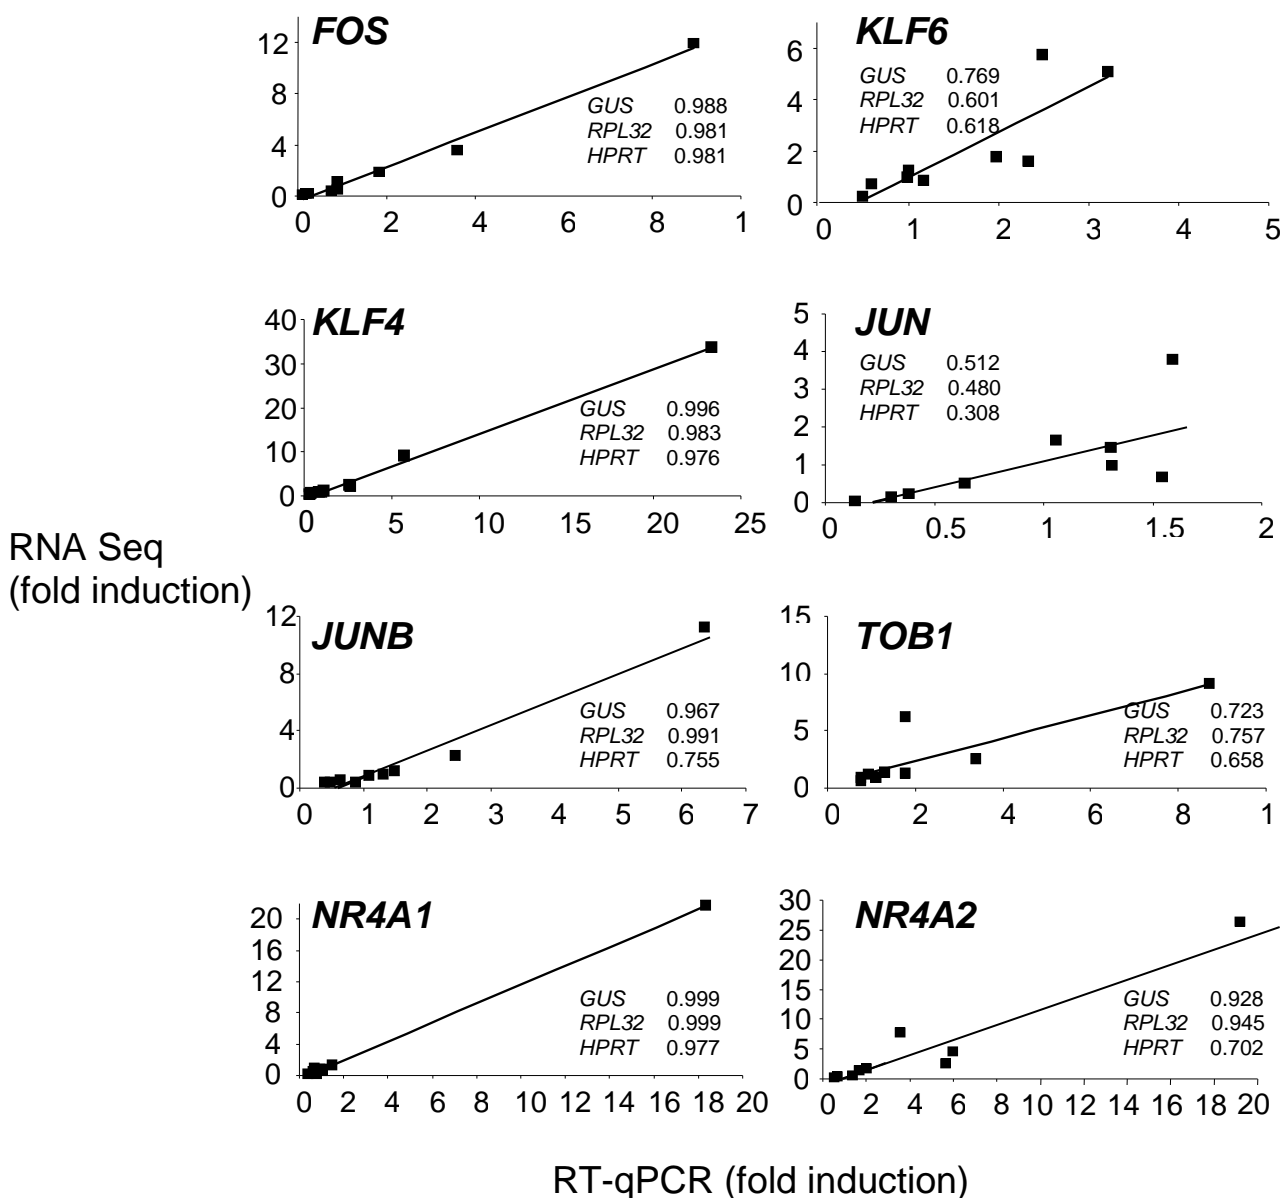 FOS
12
8
4
0
GUS 0.988
RPL32 0.981
HPRT 0.981
0 2 4 6 8 1
KLF6
6
4
2
0
GUS 0.769
RPL32 0.601
HPRT 0.618
0 1 2 3 4 5
KLF4
40
30
20
10
0
GUS 0.996
RPL32 0.983
HPRT 0.976
0 5 10 15 20 25
JUN
5
4
3
2
1
0
GUS 0.512
RPL32 0.480
HPRT 0.308
0 0.5 1 1.5 2
RNA Seq
(fold induction)
JUNB
12
8
4
0
GUS 0.967
RPL32 0.991
HPRT 0.755
0 1 2 3 4 5 6 7
TOB1
15
10
5
0
GUS 0.723
RPL32 0.757
HPRT 0.658
0 2 4 6 8 1
NR4A1
20
16
12
8
4
0
GUS 0.999
RPL32 0.999
HPRT 0.977
0 2 4 6 8 10 12 14 16 18 20
NR4A2
30
25
20
15
10
5
0
GUS 0.928
RPL32 0.945
HPRT 0.702
0 2 4 6 8 10 12 14 16 18 20
RT-qPCR (fold induction)